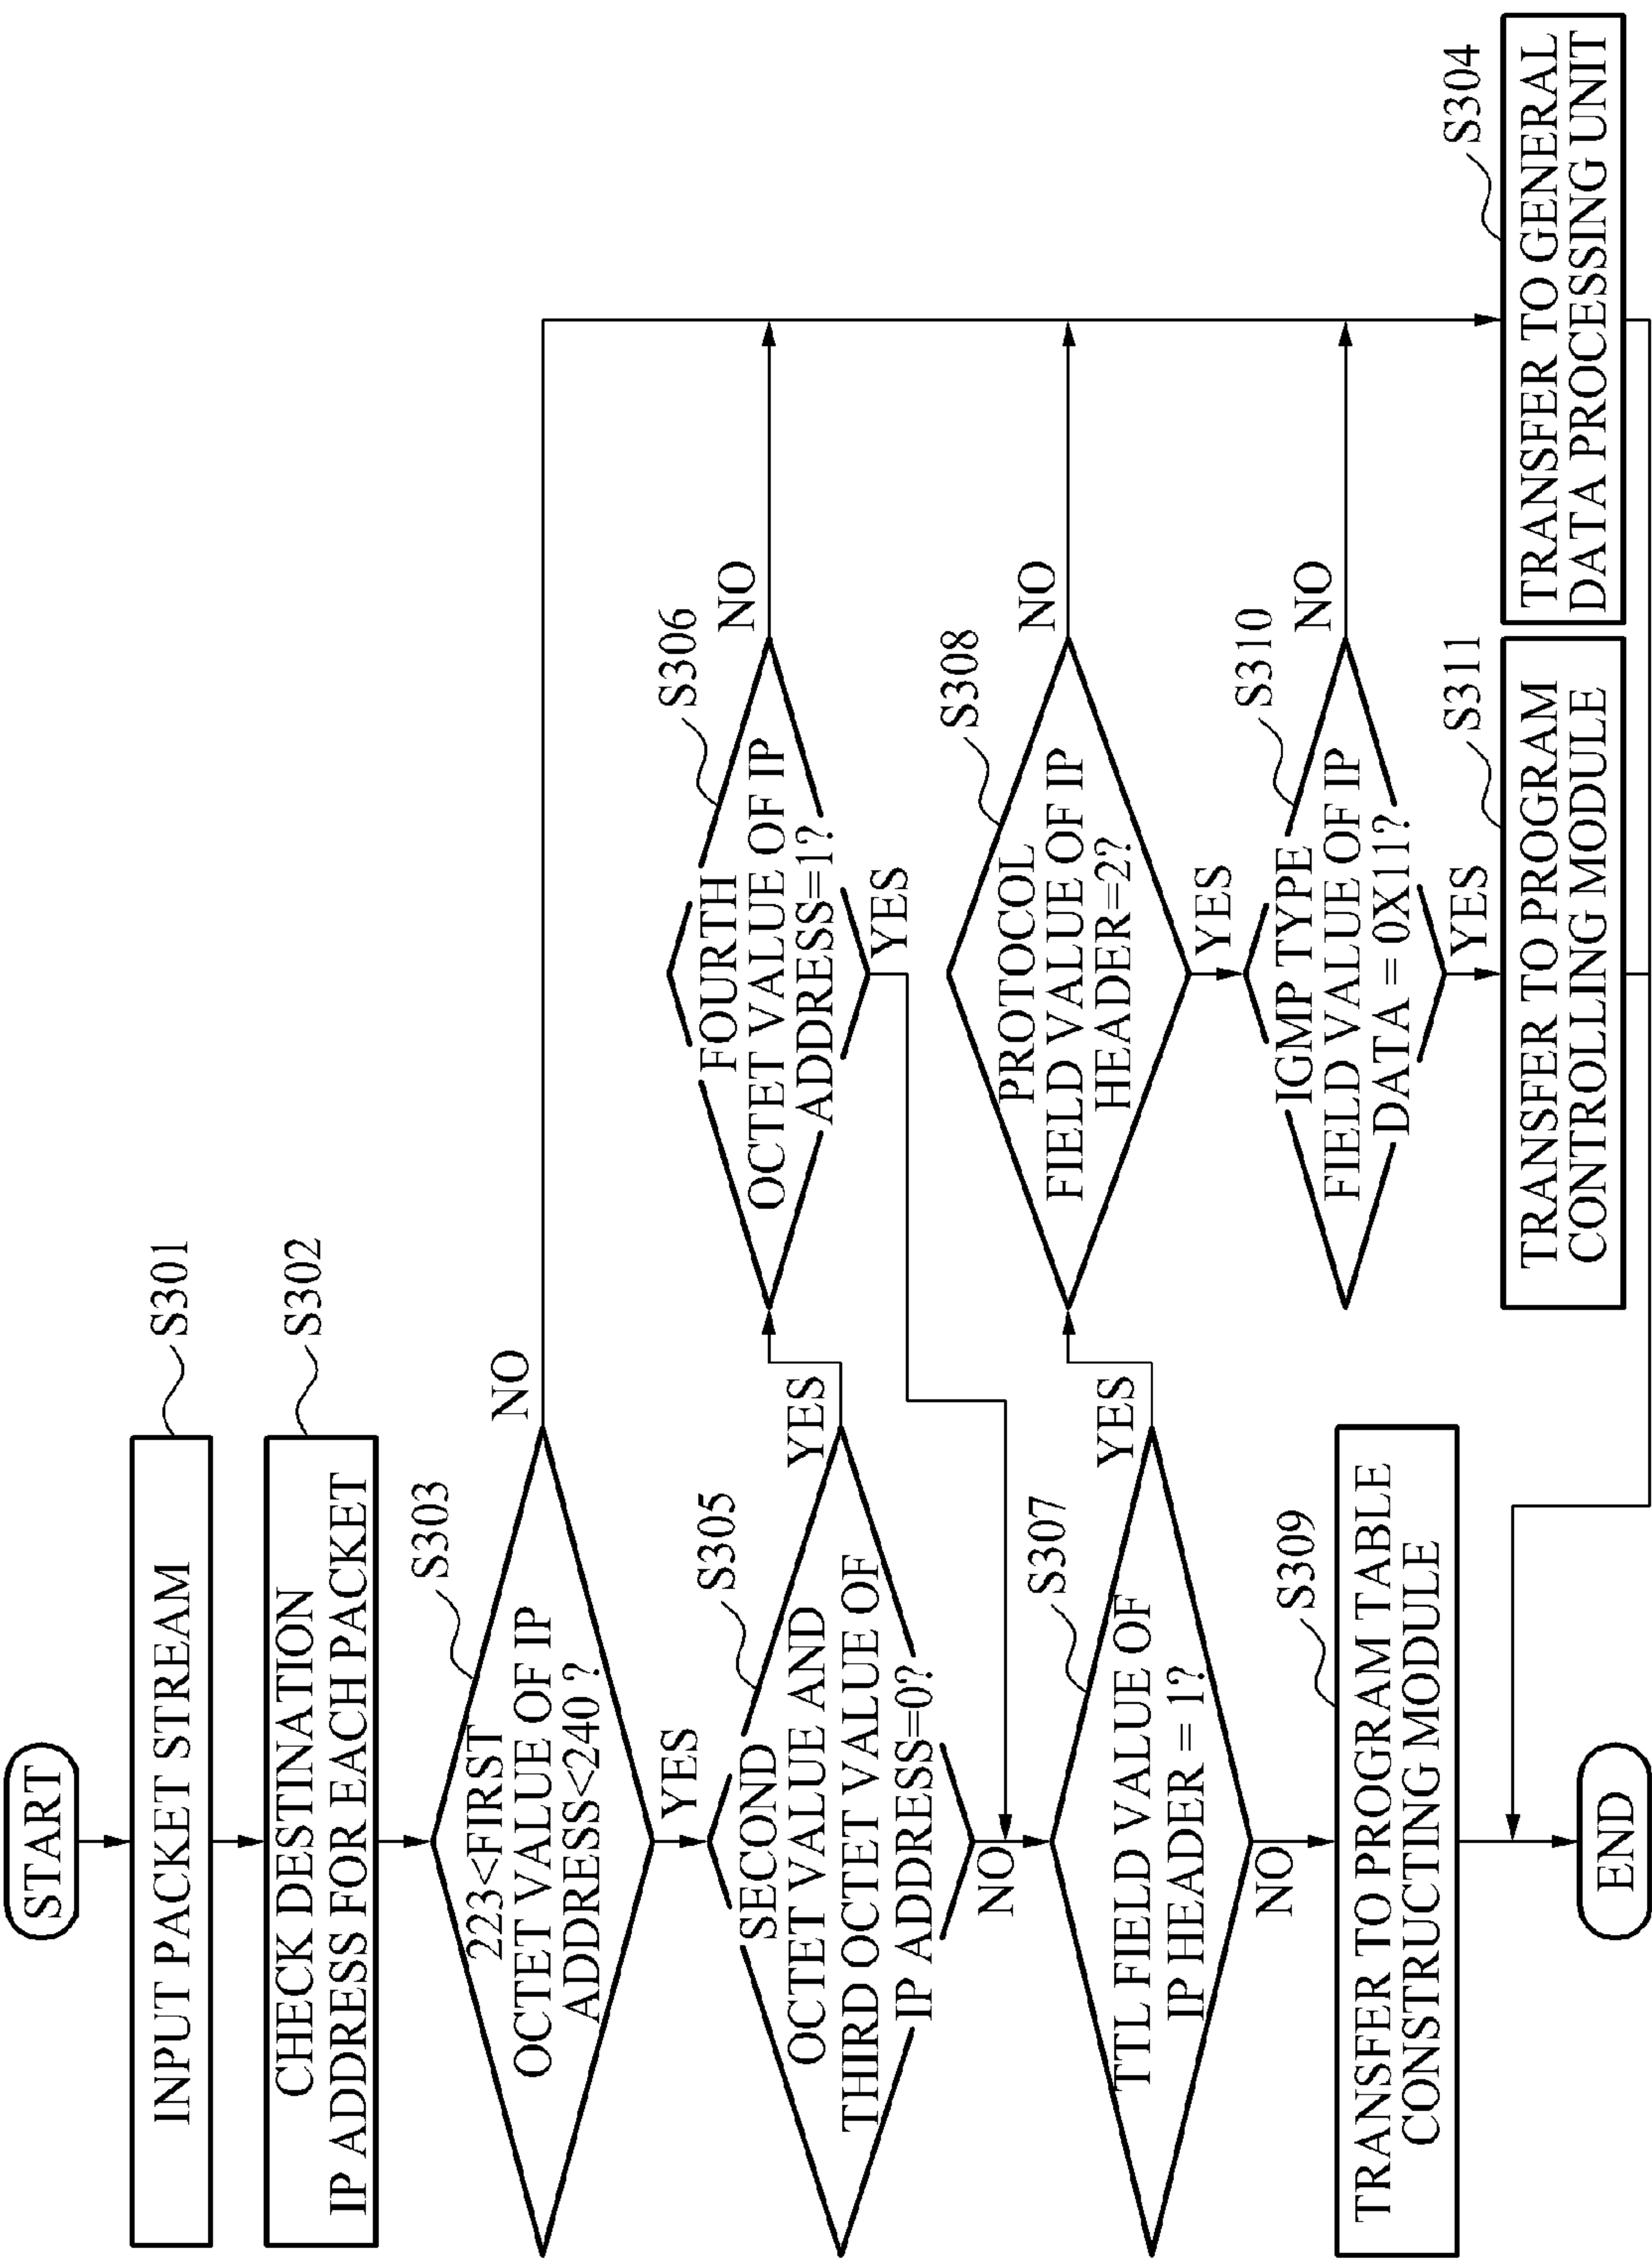 START
INPUT PACKET STREAM
S301
CHECK DESTINATION
IP ADDRESS FOR EACH PACKET
S302
223<FIRST
OCTET VALUE OF IP
ADDRESS<240 ?
S303
NO
YES
SECOND
OCTET VALUE AND
THIRD OCTET VALUE OF
IP ADDRESS=0?
S305
YES
NO
FOURTH
OCTET VALUE OF IP
ADDRESS=1?
S306
NO
YES
TTL FIELD VALUE OF
IP HEADER = 1?
S307
YES
NO
PROTOCOL
FIELD VALUE OF IP
HEADER=2?
S308
NO
YES
IGMP TYPE
FIELD VALUE OF IP
DATA = 0X11?
S310
NO
YES
TRANSFER TO PROGRAM TABLE
CONSTRUCTING MODULE
S309
TRANSFER TO PROGRAM
CONTROLLING MODULE
S311
TRANSFER TO GENERAL
DATA PROCESSING UNIT
S304
END